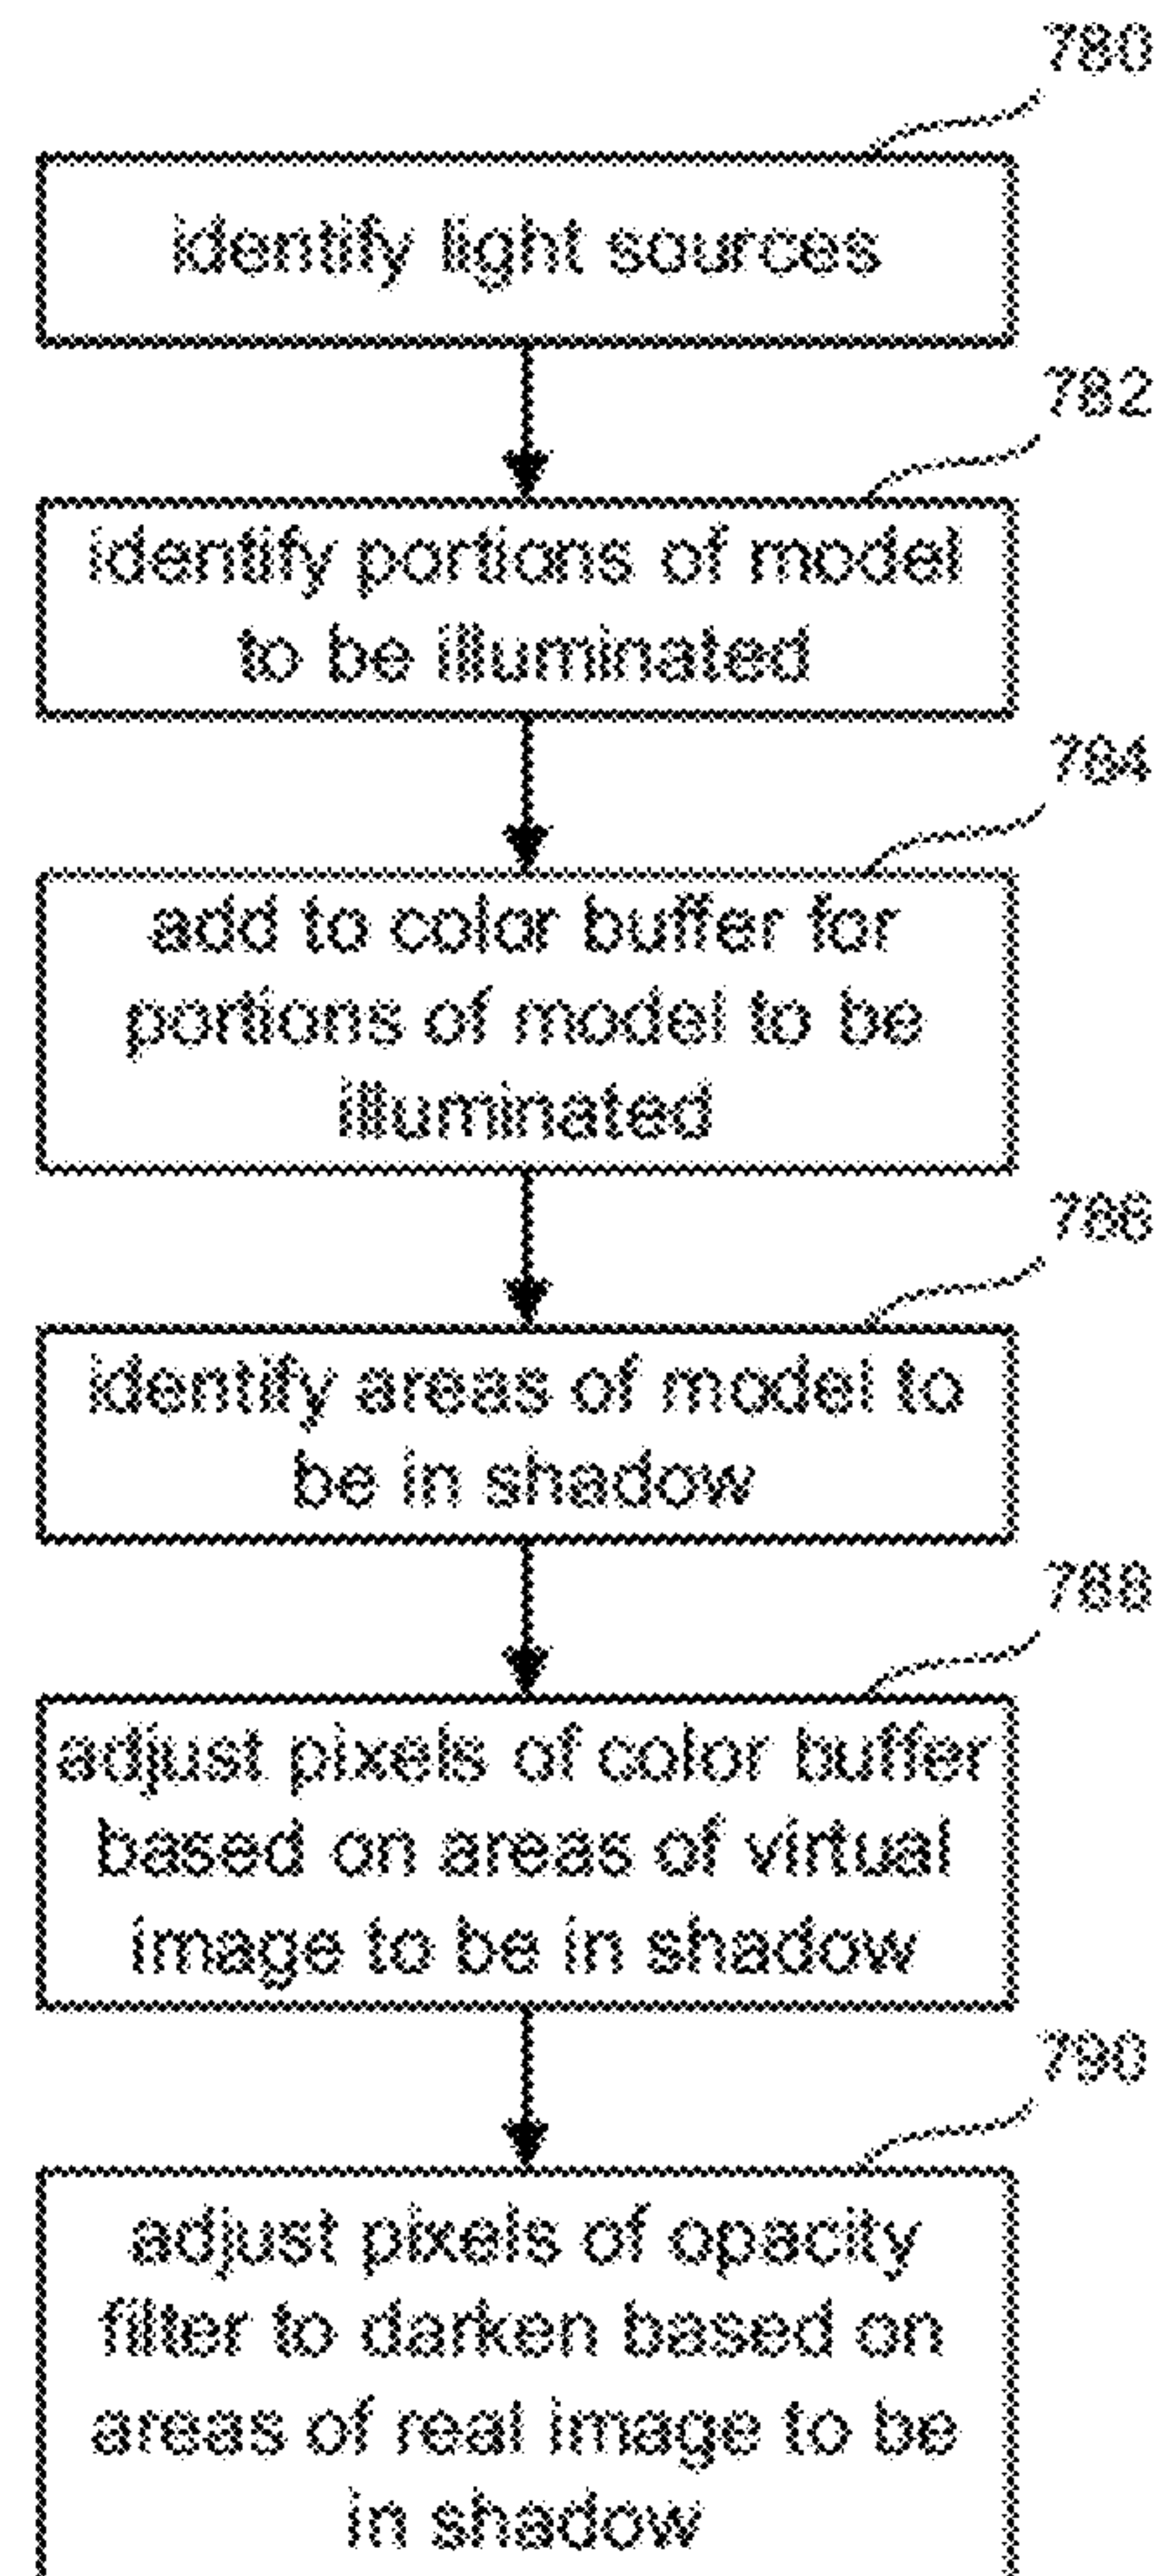 780
identify light sources
782
identify portions of model
to be illuminated
784
add to color buffer for
portions of model to be
illuminated
786
identify areas of model to
be in shadow
788
adjust pixels of color buffer
based on areas of virtual
image to be in shadow
790
adjust pixels of opacity
filter to darken based on
areas of real image to be
in shadow